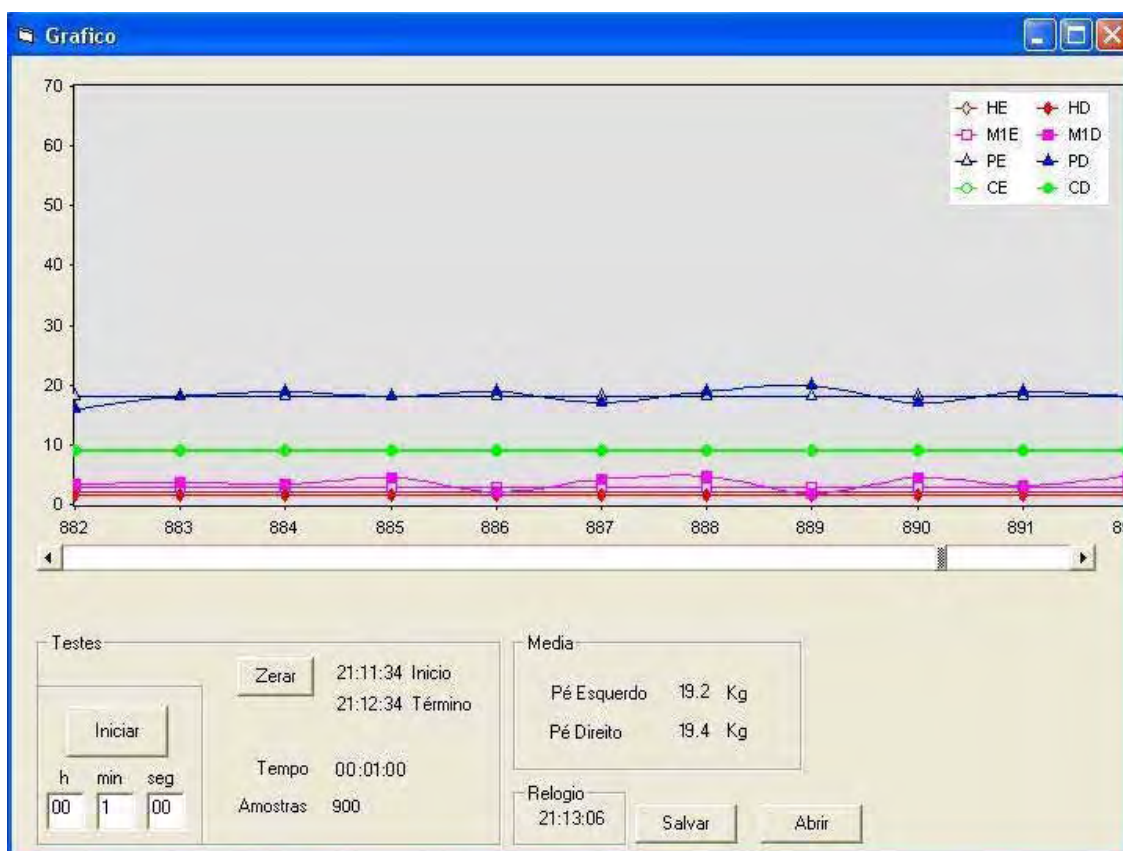 Grafico
70
60
50
40
30
20
10
0
HE HD
M1E M1D
PE PD
CE CD
882 883 884 885 886 887 888 889 890 891
Testes
Zerar
21:11:34 Inicio
21:12:34 Término
Iniciar
h min seg
00 1 00
Tempo 00:01:00
Amostras 900
Media
Pé Esquerdo 19.2 Kg
Pé Direito 19.4 Kg
Relogio
21:13:06
Salvar
Abrir